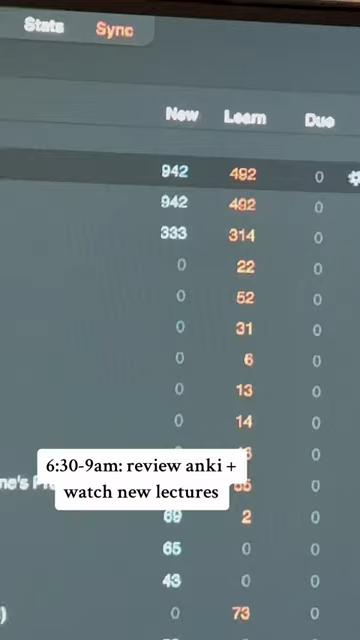 Stats Sync
New Learn Due
942 492 0
942 492 0
333 314 0
0 22 0
0 52 0
0 31 0
0 6 0
0 13 0
0 14 0
0
6:30-9am: review anki +
watch new lectures
0
69 2 0
65 0 0
43 0 0
) 0 73 0